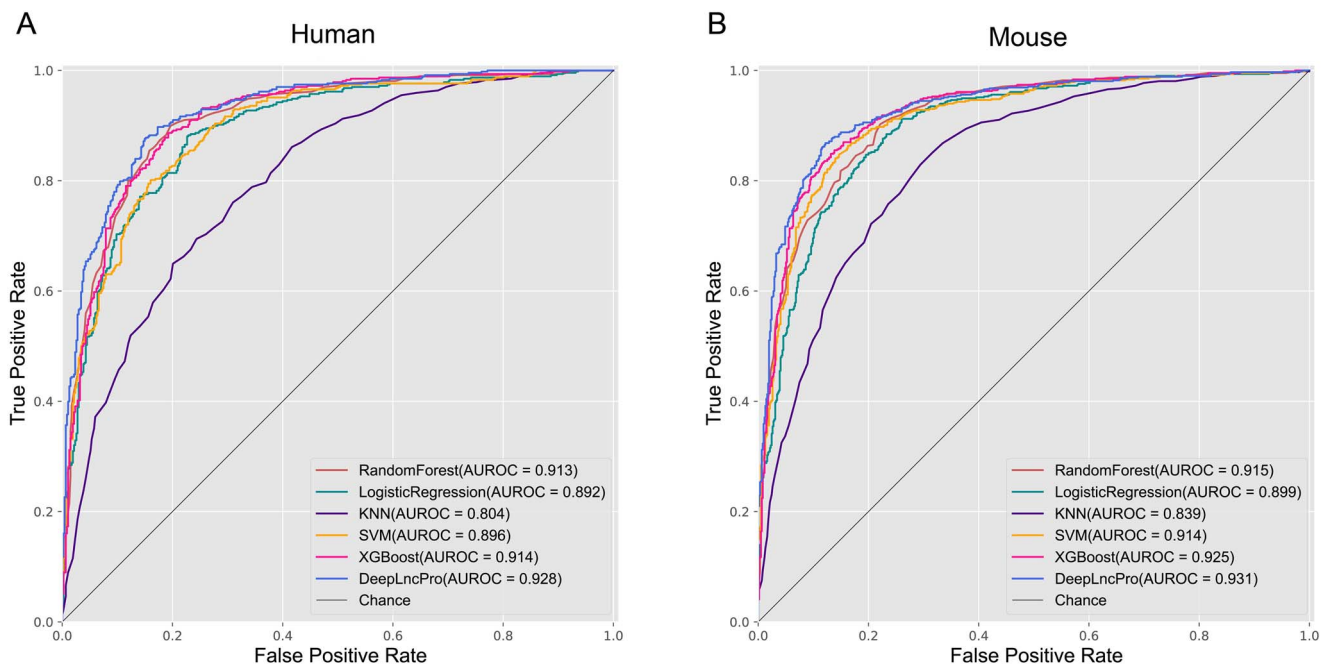 A
Human
1.0
0.8
0.6
0.4
0.2
0.0
True Positive Rate
RandomForest(AUROC = 0.913)
LogisticRegression(AUROC = 0.892)
KNN(AUROC = 0.804)
SVM(AUROC = 0.896)
XGBoost(AUROC = 0.914)
DeepLncPro(AUROC = 0.928)
Chance
0.0 0.2 0.4 0.6 0.8 1.0
False Positive Rate
B
Mouse
1.0
0.8
0.6
0.4
0.2
0.0
True Positive Rate
RandomForest(AUROC = 0.915)
LogisticRegression(AUROC = 0.899)
KNN(AUROC = 0.839)
SVM(AUROC = 0.914)
XGBoost(AUROC = 0.925)
DeepLncPro(AUROC = 0.931)
Chance
0.0 0.2 0.4 0.6 0.8 1.0
False Positive Rate